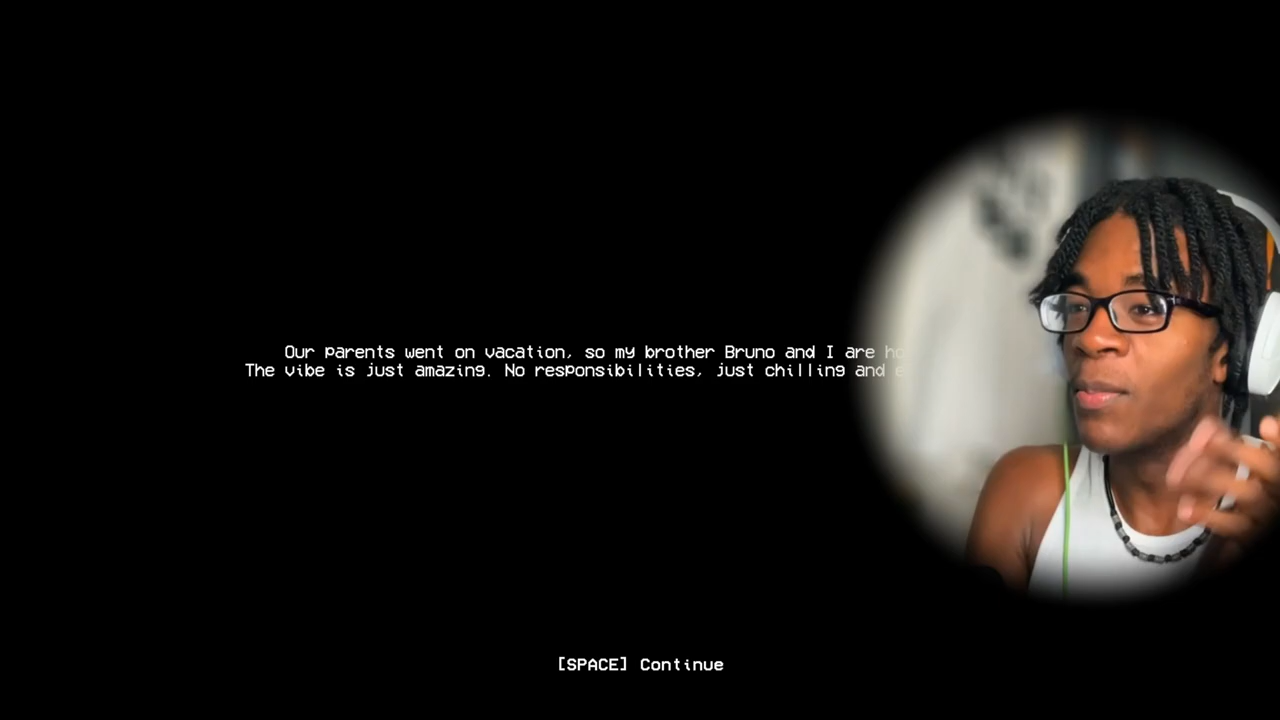 Our parents went on vacation, so my brother Bruno and I are
The vibe is just amazing. No responsibilities, just chilling and
[SPACE] Continue